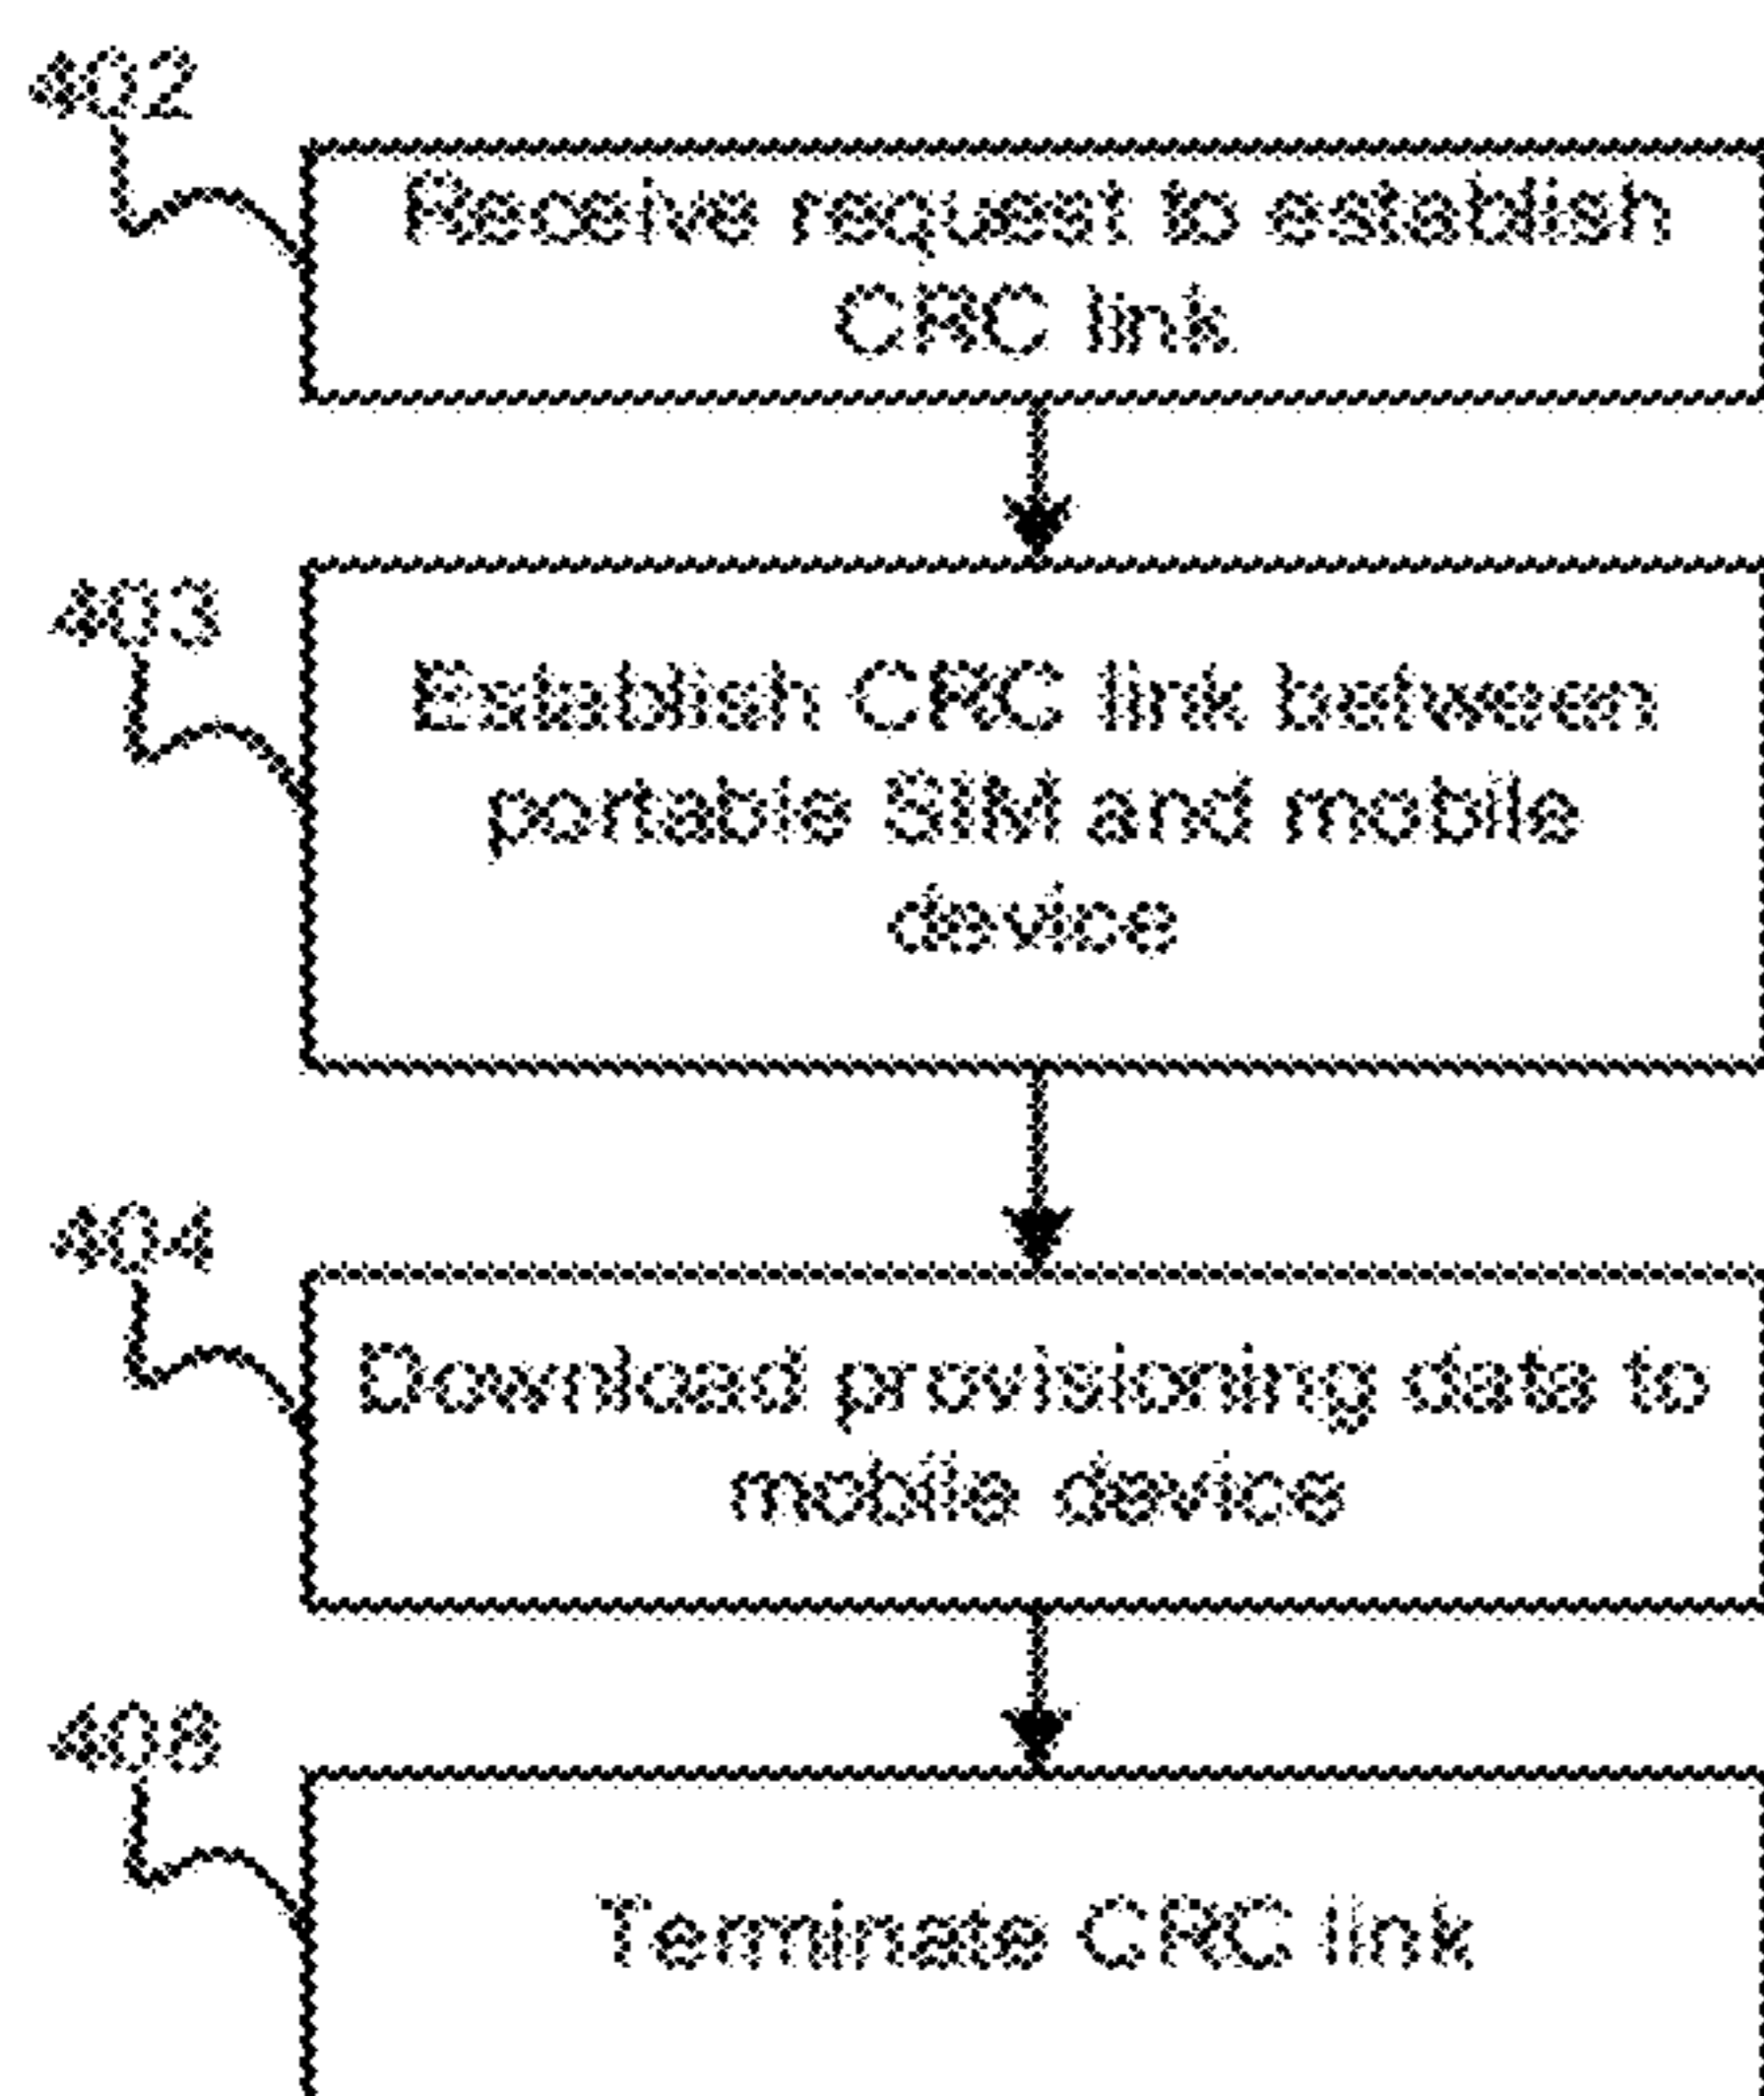 402
Receive request to establish
CRC link
403
Establish CRC link between
portable SIM and mobile
device
404
Download provisioning data to
mobile device
408
Terminate CRC link